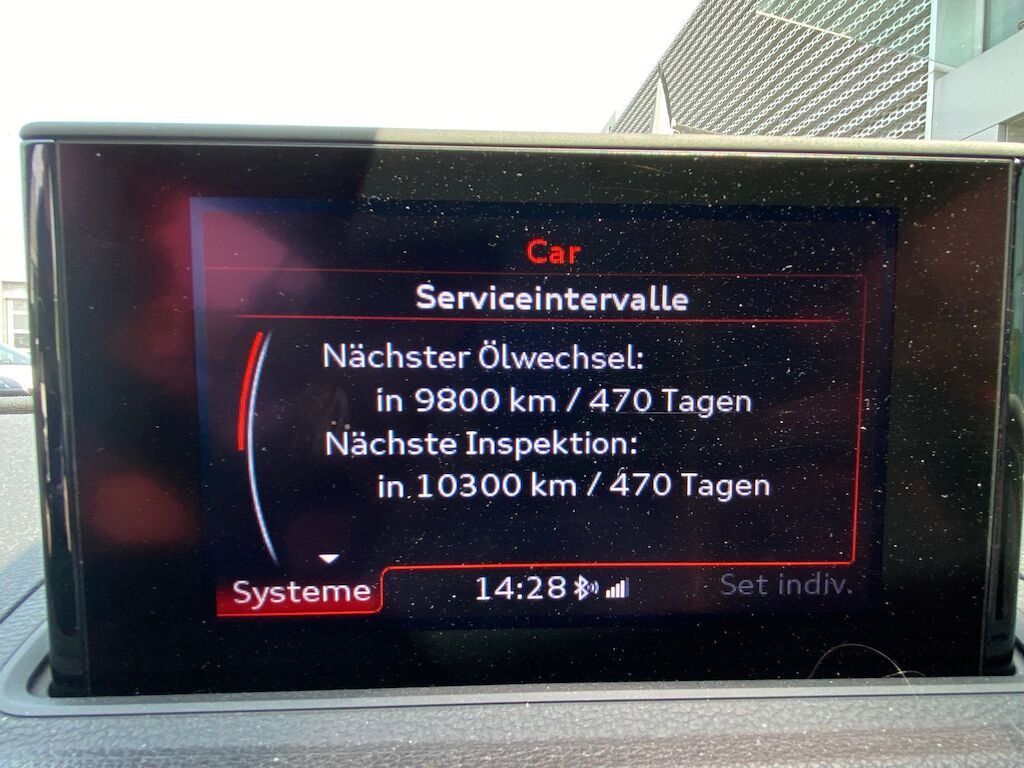 Car
Serviceintervalle
Nächster Ölwechsel:
in 9800 km / 470 Tagen
Nächste Inspektion:
in 10300 km / 470 Tagen
Systeme 14:28 Set indiv.